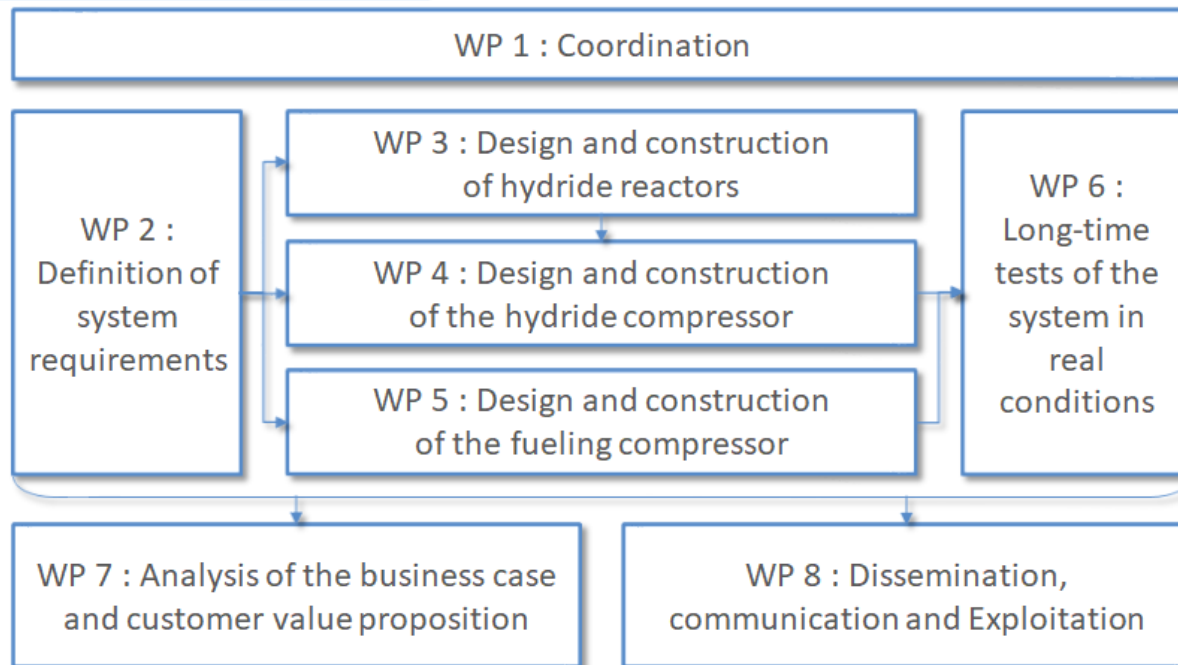 WP 1 : Coordination
WP 2 :
Definition of
system
requirements
WP 3 : Design and construction
of hydride reactors
WP 4 : Design and construction
of the hydride compressor
WP 5 : Design and construction
of the fueling compressor
WP 6 :
Long-time
tests of the
system in
real
conditions
WP 7 : Analysis of the business case
and customer value proposition
WP 8 : Dissemination,
communication and Exploitation